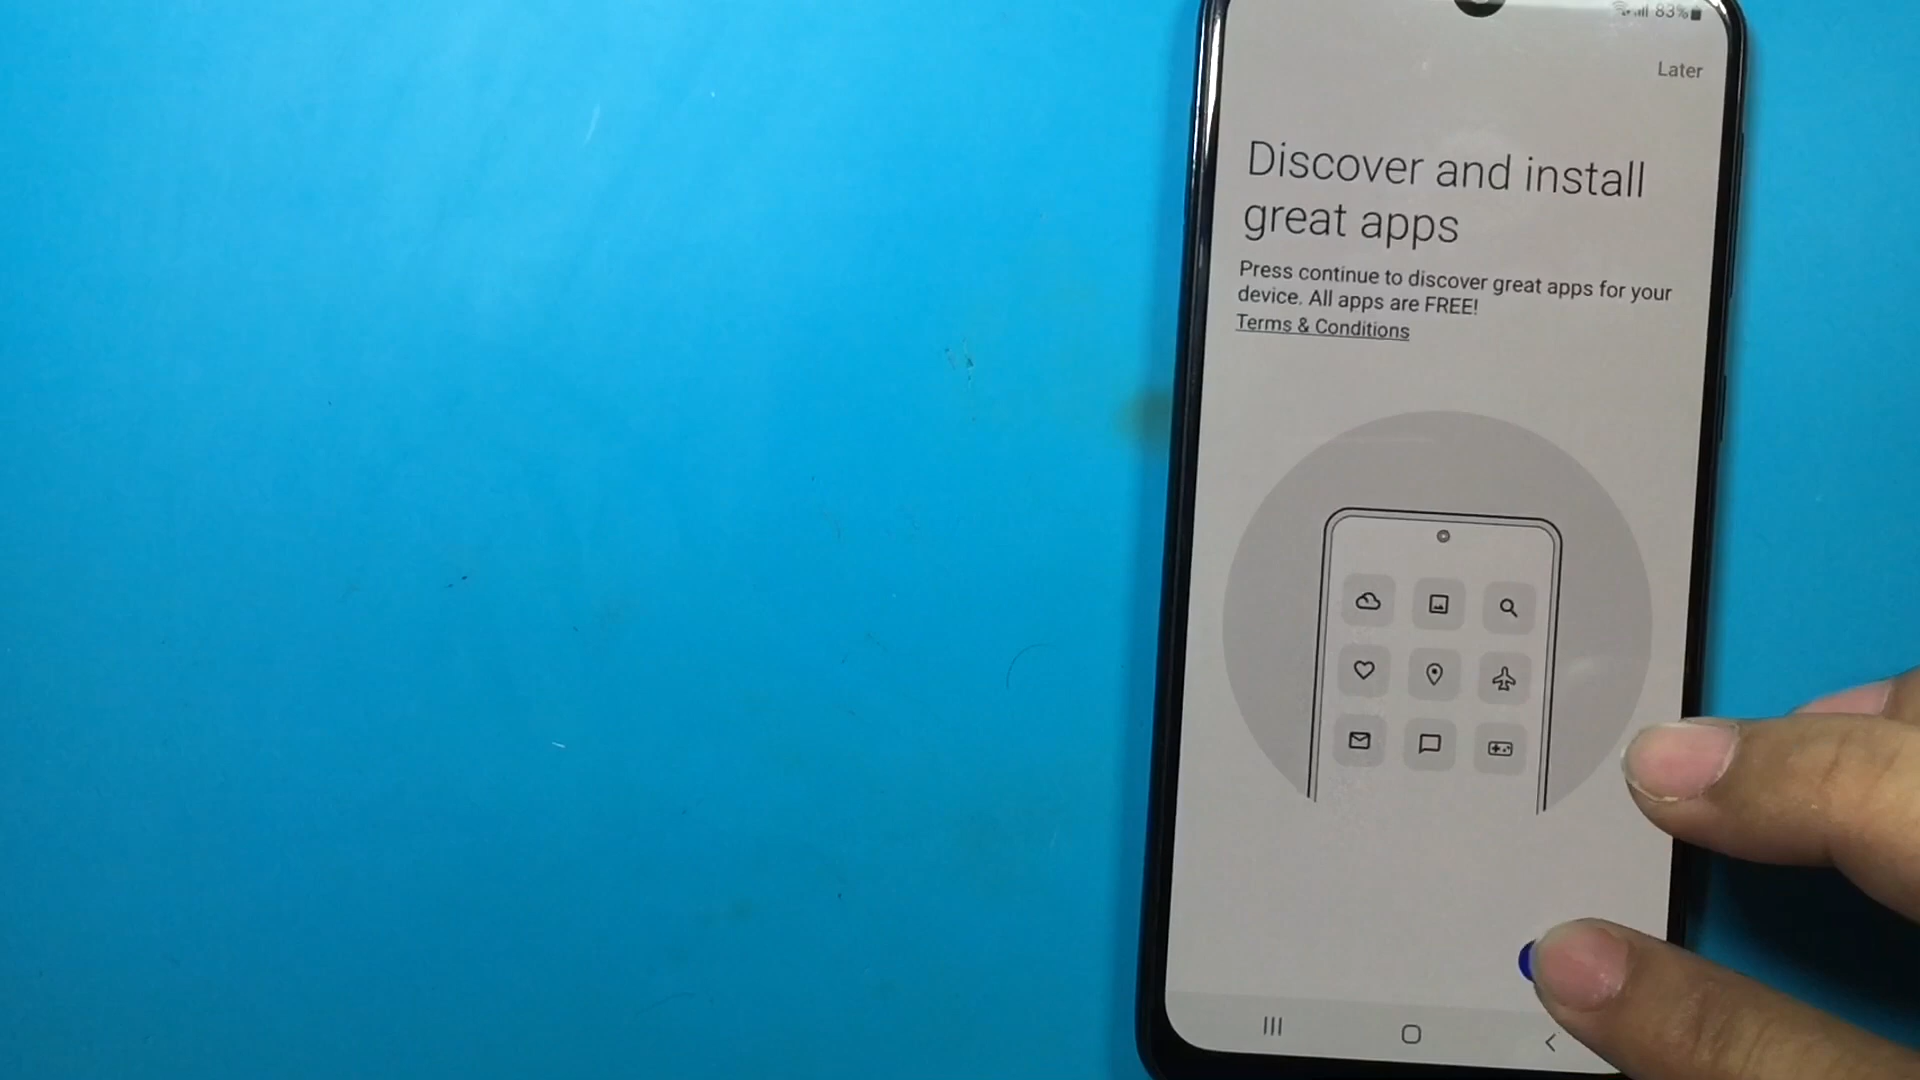 83%
Later
Discover and install
great apps
Press continue to discover great apps for your
device. All apps are FREE!
Terms & Conditions